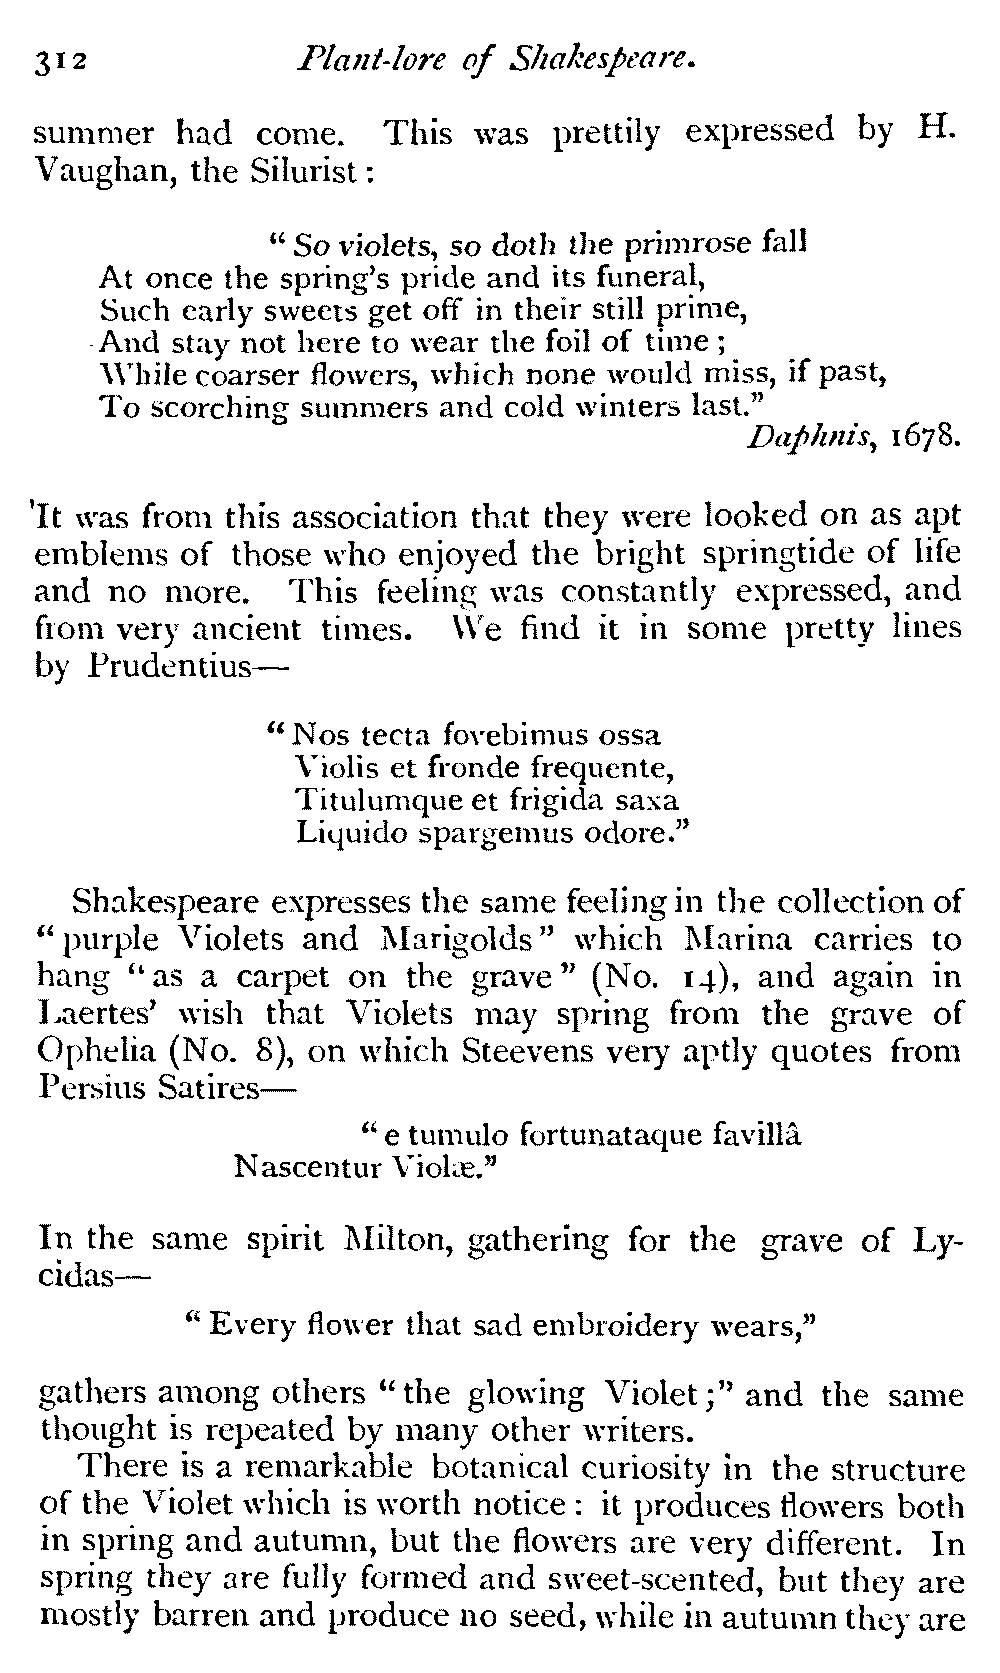 312 Plant-lore of Shakespeare.
summer had come. This was prettily expressed by H.
Vaughan, the Silurist :
“ So violets, so doth the primrose fall
At once the spring’s pride and its funeral,
Such early sweets get off in their still prime,
And stay not here to wear the foil of time ;
While coarser flowers, which none would miss, if past,
To scorching summers and cold winters last.”
Daphnis, 1678.
'It was from this association that they were looked on as apt
emblems of those who enjoyed the bright springtide of life
and no more. This feeling was constantly expressed, and
from very ancient times. We find it in some pretty lines
by Prudentius—
“ Nos tecta fovebimus ossa
Violis et fronde frequente,
Titulumque et frigida saxa
Liquido spargemus odore.”
Shakespeare expresses the same feeling in the collection of
“ purple Violets and Marigolds ” which Marina carries to
hang “ as a carpet on the grave ” (No. 14), and again in
Laertes’ wish that Violets may spring from the grave of
Ophelia (No. 8), on which Steevens very aptly quotes from
Persius Satires—
“ e tumulo fortunataque favillâ
Nascentur Violæ.”
In the same spirit Milton, gathering for the grave of Ly-
cidas—
“ Every flower that sad embroidery wears,”
gathers among others “ the glowing Violet ;” and the same
thought is repeated by many other writers.
There is a remarkable botanical curiosity in the structure
of the Violet which is worth notice : it produces flowers both
in spring and autumn, but the flowers are very different. In
spring they are fully formed and sweet-scented, but they are
mostly barren and produce no seed, while in autumn they are